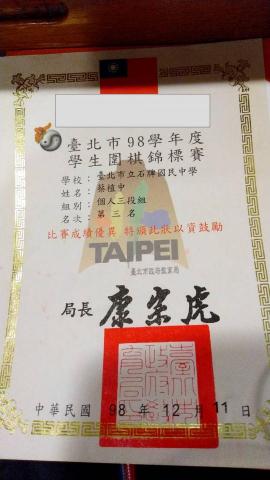 臺北市98學年度
學生圍棋錦標賽
學校：臺北市立石牌國民中學
姓名：蔡植中
組別：個人三段組
名次：第三名
比賽成績優異 特頒此狀以資鼓勵
TAIPEI
臺北市政府教育局
局長 康宗虎
中華民國 98 年 12 月 11 日